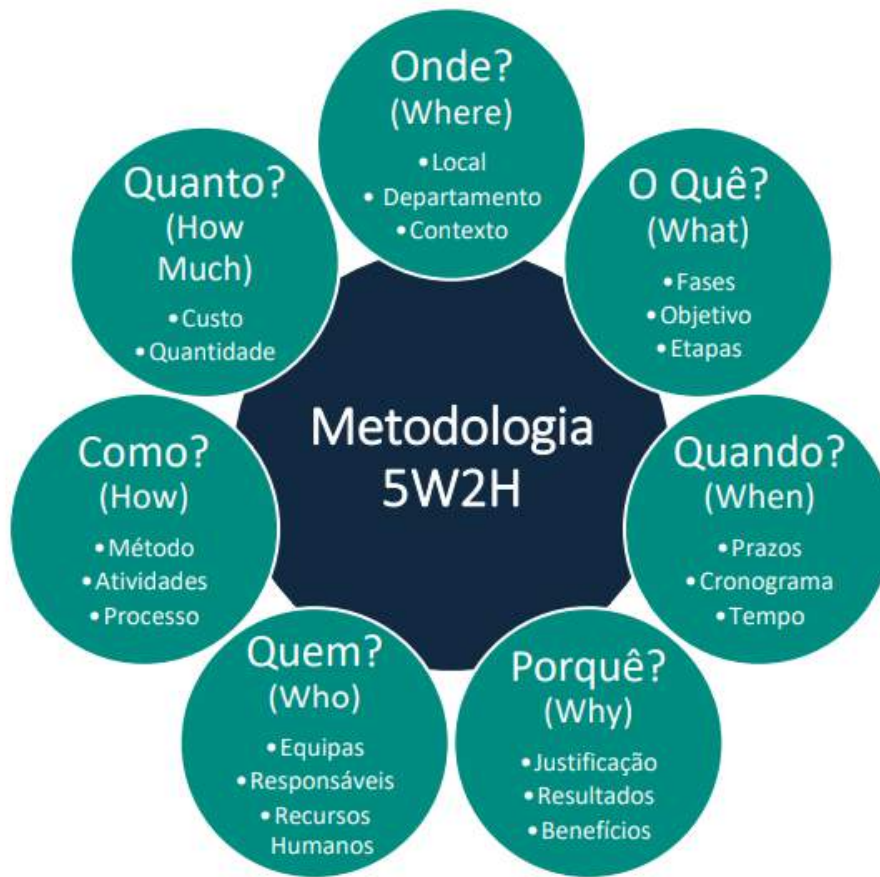 Onde?
(Where)
• Local
• Departamento
• Contexto
O Quê?
(What)
• Fases
• Objetivo
• Etapas
Quando?
(When)
• Prazos
• Cronograma
• Tempo
Porquê?
(Why)
• Justificação
• Resultados
• Benefícios
Quem?
(Who)
• Equipas
• Responsáveis
• Recursos
Humanos
Como?
(How)
• Método
• Atividades
• Processo
Quanto?
(How
Much)
• Custo
• Quantidade
Metodologia
5W2H